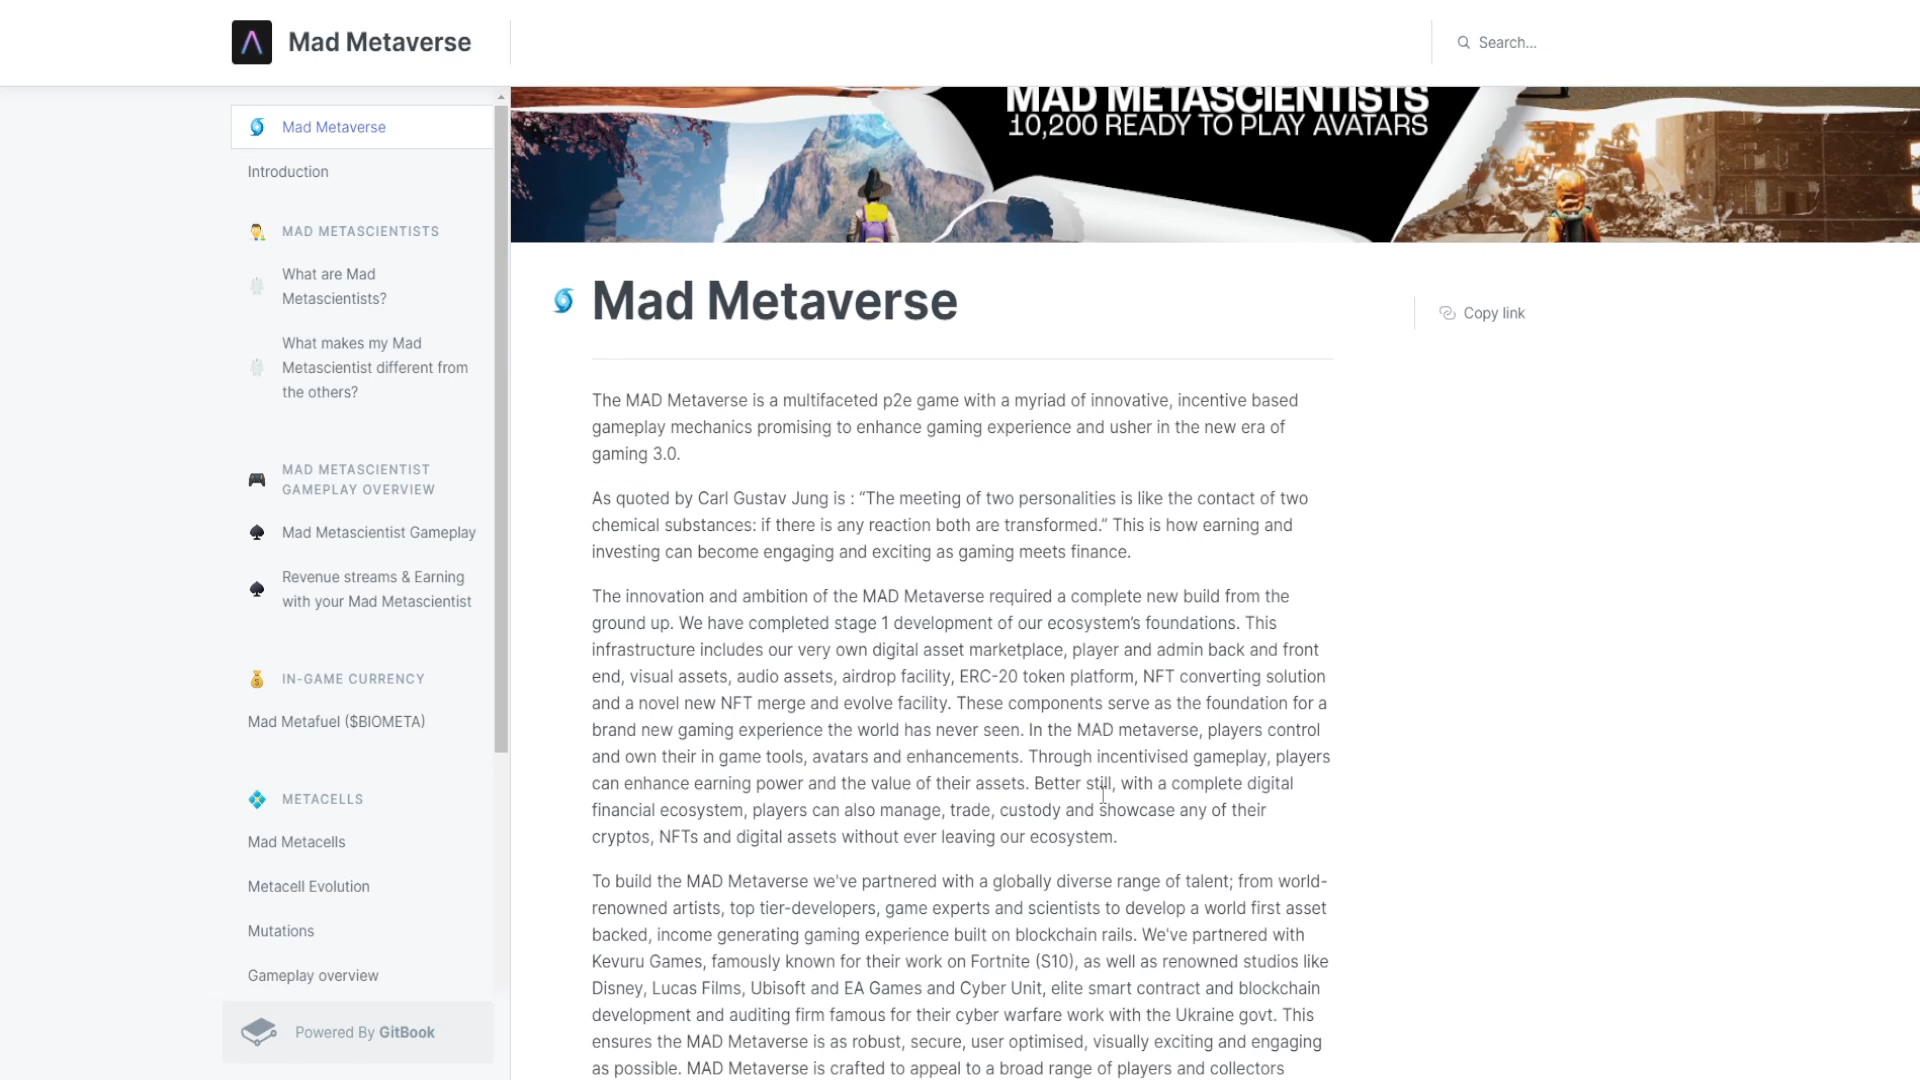 Mad Metaverse
Search...
Mad Metaverse
Introduction
MAD METASCIENTISTS
What are Mad
Metascientists?
What makes my Mad
Metascientist different from
the others?
MAD METASCIENTIST
GAMEPLAY OVERVIEW
Mad Metascientist Gameplay
Revenue streams & Earning
with your Mad Metascientist
IN-GAME CURRENCY
Mad Metafuel ($BIOMETA)
METACELLS
Mad Metacells
Metacell Evolution
Mutations
Gameplay overview
Powered By GitBook
MAD METASCIENTISTS
10,200 READY TO PLAY AVATARS
Mad Metaverse
Copy link
The MAD Metaverse is a multifaceted p2e game with a myriad of innovative, incentive based
gameplay mechanics promising to enhance gaming experience and usher in the new era of
gaming 3.0.
As quoted by Carl Gustav Jung is : “The meeting of two personalities is like the contact of two
chemical substances: if there is any reaction both are transformed.” This is how earning and
investing can become engaging and exciting as gaming meets finance.
The innovation and ambition of the MAD Metaverse required a complete new build from the
ground up. We have completed stage 1 development of our ecosystem’s foundations. This
infrastructure includes our very own digital asset marketplace, player and admin back and front
end, visual assets, audio assets, airdrop facility, ERC-20 token platform, NFT converting solution
and a novel new NFT merge and evolve facility. These components serve as the foundation for a
brand new gaming experience the world has never seen. In the MAD metaverse, players control
and own their in game tools, avatars and enhancements. Through incentivised gameplay, players
can enhance earning power and the value of their assets. Better still, with a complete digital
financial ecosystem, players can also manage, trade, custody and showcase any of their
cryptos, NFTs and digital assets without ever leaving our ecosystem.
To build the MAD Metaverse we've partnered with a globally diverse range of talent; from world-
renowned artists, top tier-developers, game experts and scientists to develop a world first asset
backed, income generating gaming experience built on blockchain rails. We've partnered with
Kevuru Games, famously known for their work on Fortnite (S10), as well as renowned studios like
Disney, Lucas Films, Ubisoft and EA Games and Cyber Unit, elite smart contract and blockchain
development and auditing firm famous for their cyber warfare work with the Ukraine govt. This
ensures the MAD Metaverse is as robust, secure, user optimised, visually exciting and engaging
as possible. MAD Metaverse is crafted to appeal to a broad range of players and collectors